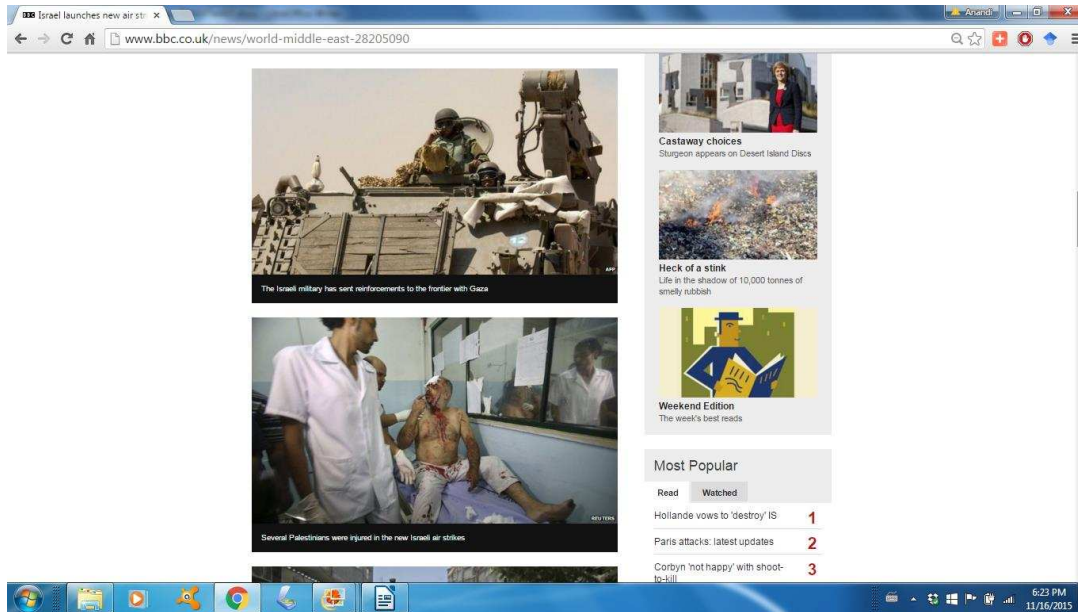 BBC Israel launches new air str
Anandi
www.bbc.co.uk/news/world-middle-east-28205090
AFP
The Israeli military has sent reinforcements to the frontier with Gaza
REUTERS
Several Palestinians were injured in the new Israeli air strikes
Castaway choices
Sturgeon appears on Desert Island Discs
Heck of a stink
Life in the shadow of 10,000 tonnes of
smelly rubbish
Weekend Edition
The week's best reads
Most Popular
Read Watched
Hollande vows to 'destroy' IS 1
Paris attacks: latest updates 2
Corbyn 'not happy' with shoot-
to-kill 3
6:23 PM
11/16/2015